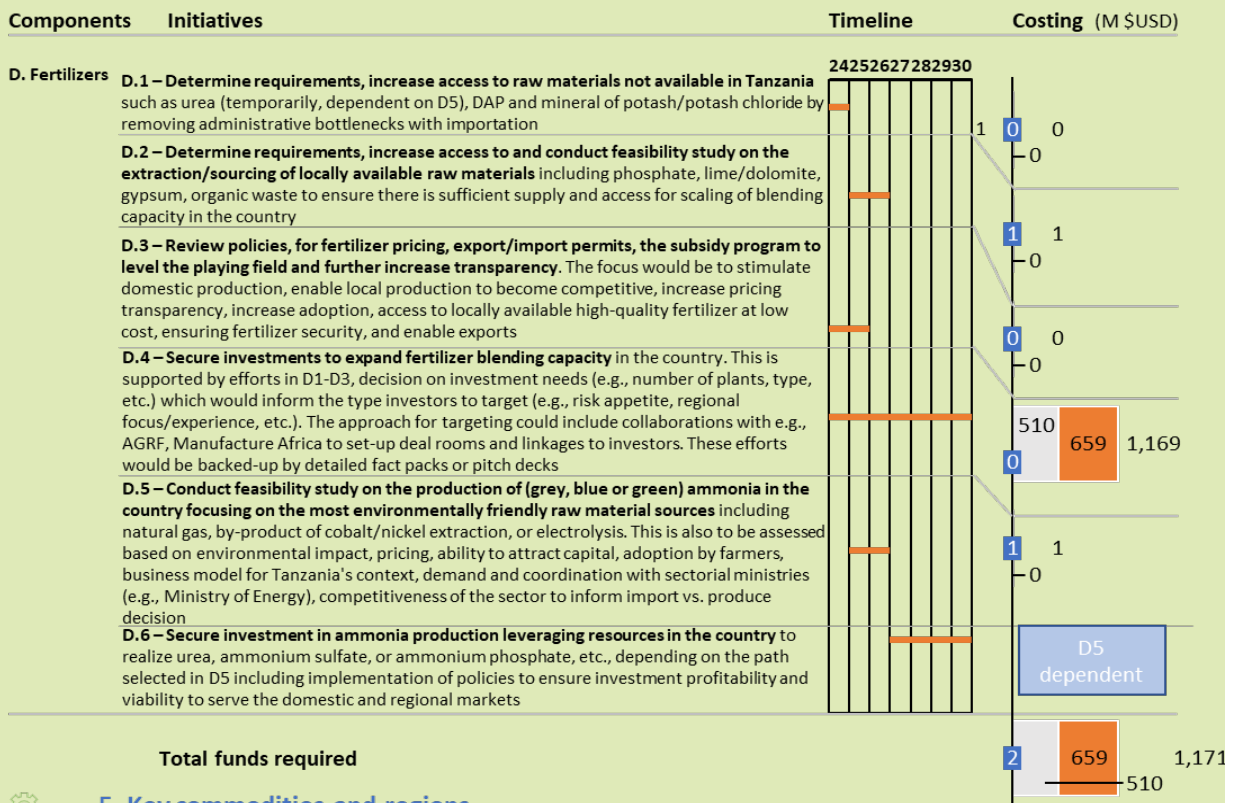 Components Initiatives Timeline Costing (M $USD)
24252627282930
D. Fertilizers
D.1 – Determine requirements, increase access to raw materials not available in Tanzania
such as urea (temporarily, dependent on D5), DAP and mineral of potash/potash chloride by
removing administrative bottlenecks with importation
1 0 0
0
D.2 – Determine requirements, increase access to and conduct feasibility study on the
extraction/sourcing of locally available raw materials including phosphate, lime/dolomite,
gypsum, organic waste to ensure there is sufficient supply and access for scaling of blending
capacity in the country
1 1
0
D.3 – Review policies, for fertilizer pricing, export/import permits, the subsidy program to
level the playing field and further increase transparency. The focus would be to stimulate
domestic production, enable local production to become competitive, increase pricing
transparency, increase adoption, access to locally available high-quality fertilizer at low
cost, ensuring fertilizer security, and enable exports
0 0
0
D.4 – Secure investments to expand fertilizer blending capacity in the country. This is
supported by efforts in D1-D3, decision on investment needs (e.g., number of plants, type,
etc.) which would inform the type investors to target (e.g., risk appetite, regional
focus/experience, etc.). The approach for targeting could include collaborations with e.g.,
AGRF, Manufacture Africa to set-up deal rooms and linkages to investors. These efforts
would be backed-up by detailed fact packs or pitch decks
510 659 1,169
0
D.5 – Conduct feasibility study on the production of (grey, blue or green) ammonia in the
country focusing on the most environmentally friendly raw material sources including
natural gas, by-product of cobalt/nickel extraction, or electrolysis. This is also to be assessed
based on environmental impact, pricing, ability to attract capital, adoption by farmers,
business model for Tanzania's context, demand and coordination with sectorial ministries
(e.g., Ministry of Energy), competitiveness of the sector to inform import vs. produce
decision
1 1
0
D.6 – Secure investment in ammonia production leveraging resources in the country to
realize urea, ammonium sulfate, or ammonium phosphate, etc., depending on the path
selected in D5 including implementation of policies to ensure investment profitability and
viability to serve the domestic and regional markets
D5
dependent
Total funds required
2 659 1,171
510
E. Key commodities and regions